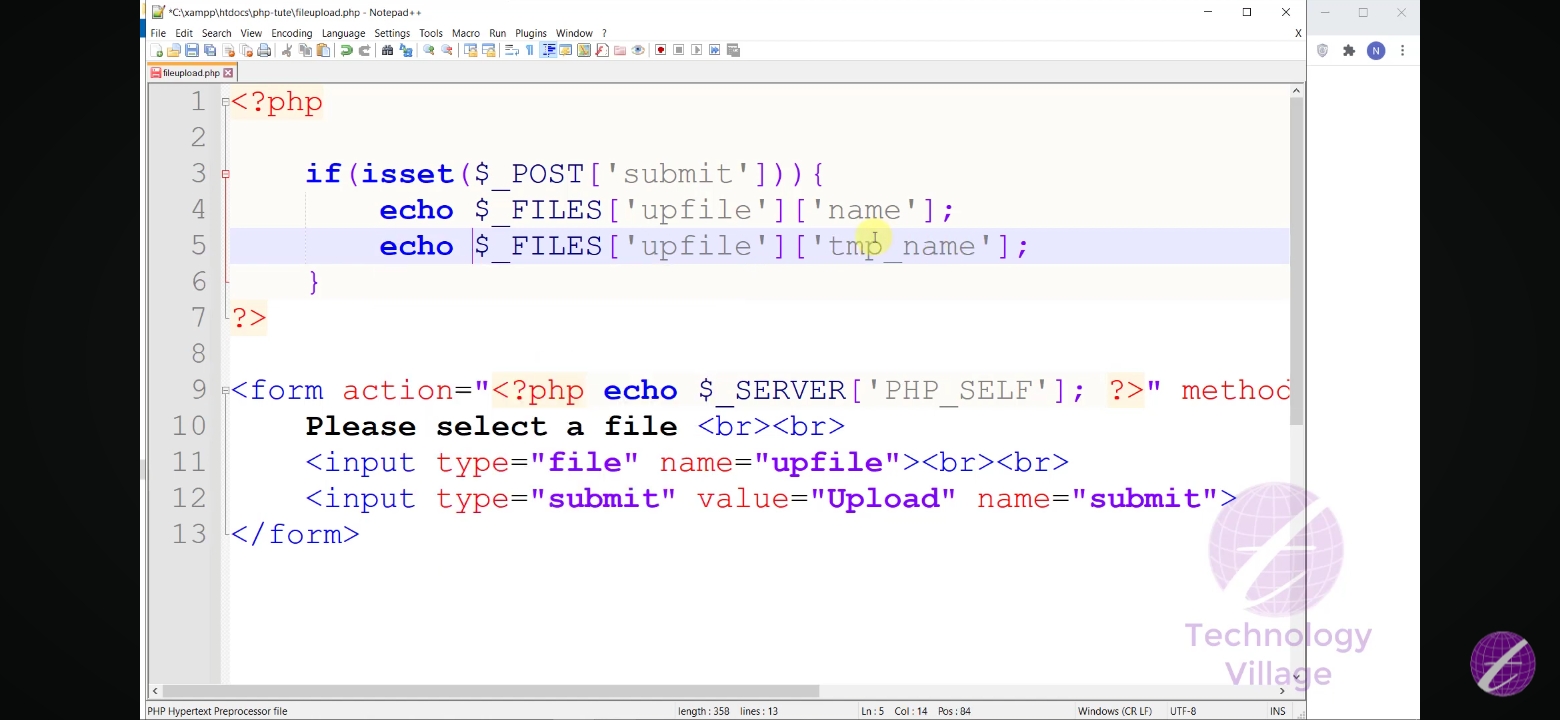 *C:\xampp\htdocs\php-tute\fileupload.php - Notepad++
File Edit Search View Encoding Language Settings Tools Macro Run Plugins Window ? X
fileupload.php
N
1 <?php
2
3 if(isset($_POST['submit'])){
4 echo $_FILES['upfile']['name'];
5 echo $_FILES['upfile']['tmp_name'];
6 }
7 ?>
8
9 <form action="<?php echo $_SERVER['PHP_SELF']; ?>" method
10 Please select a file <br><br>
11 <input type="file" name="upfile"><br><br>
12 <input type="submit" value="Upload" name="submit">
13 </form>
Technology
Village
PHP Hypertext Preprocessor file length : 358 lines : 13 Ln : 5 Col : 14 Pos : 84 Windows (CR LF) UTF-8 INS